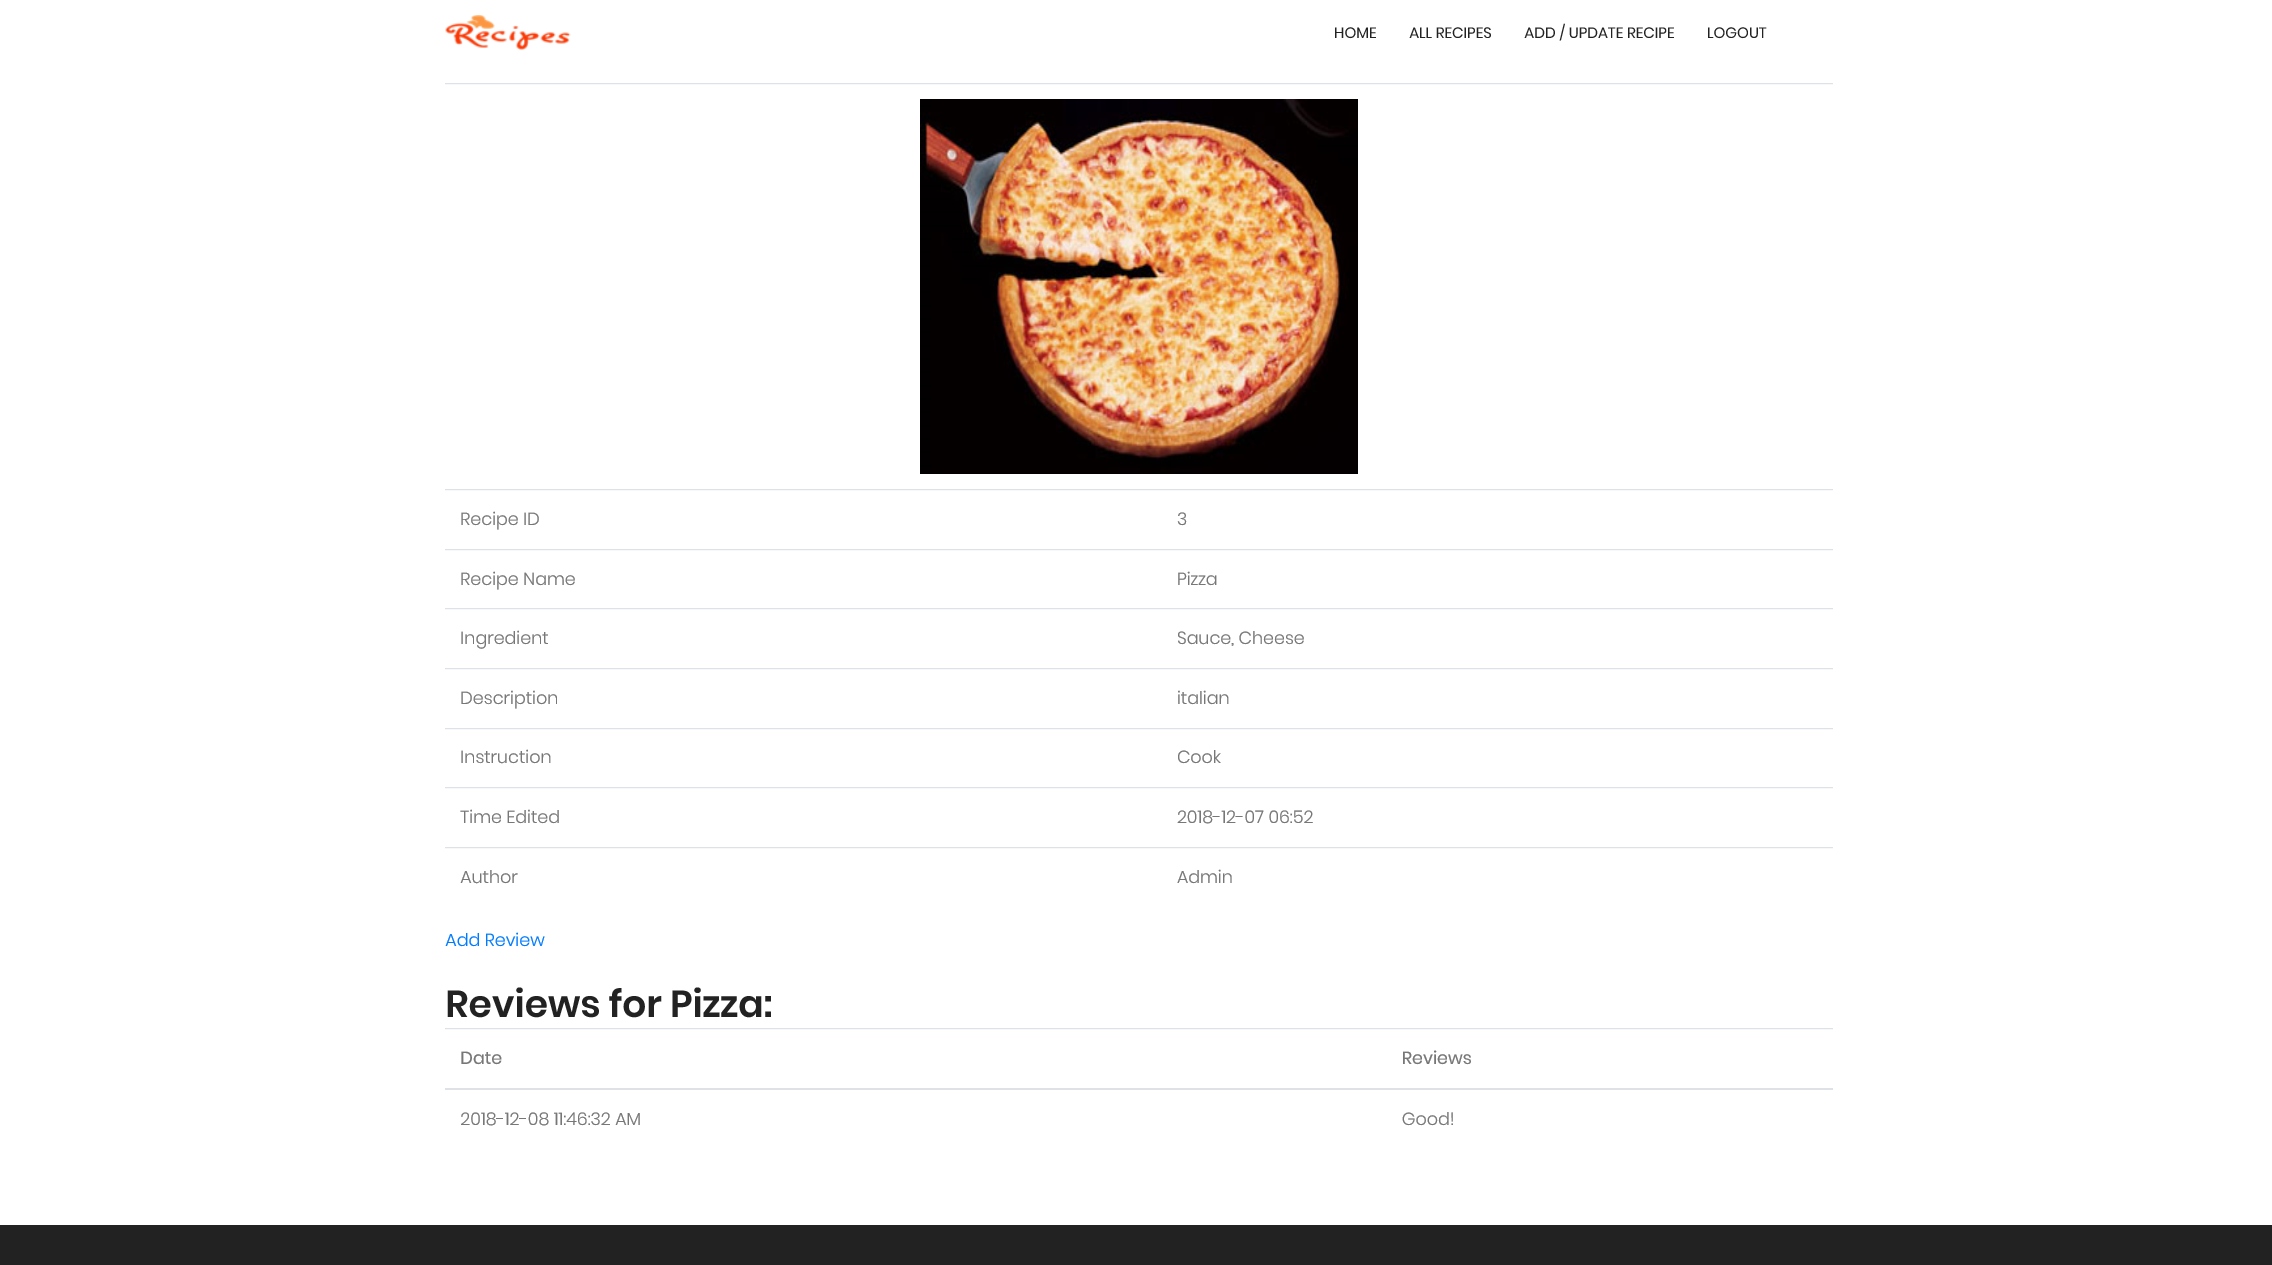 Recipes HOME ALL RECIPES ADD / UPDATE RECIPE LOGOUT
Recipe ID 3
Recipe Name Pizza
Ingredient Sauce, Cheese
Description italian
Instruction Cook
Time Edited 2018-12-07 06:52
Author Admin
Add Review
Reviews for Pizza:
Date Reviews
2018-12-08 11:46:32 AM Good!